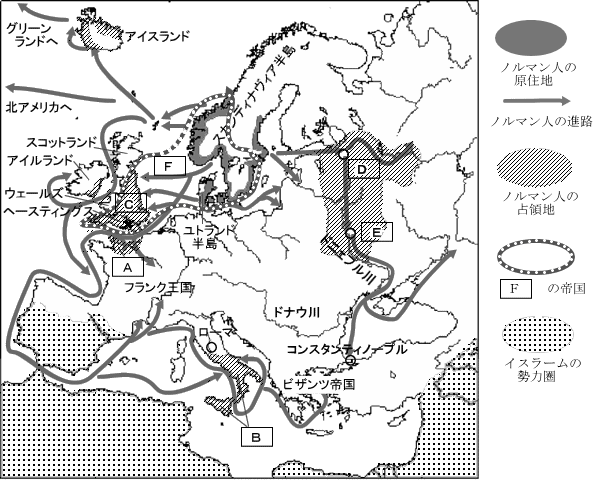 グリーン
ランドへ
アイスランド
北アメリカへ
スカンディナヴィア半島
スコットランド
アイルランド
F
ウェールズ
ヘースティングス
C
D
E
ユトランド
半島
A
フランク王国
ドニェプル川
ドナウ川
ローマ
コンスタンティノープル
ビザンツ帝国
B
ノルマン人の
原住地
ノルマン人の進路
ノルマン人の
占領地
F の帝国
イスラームの
勢力圏